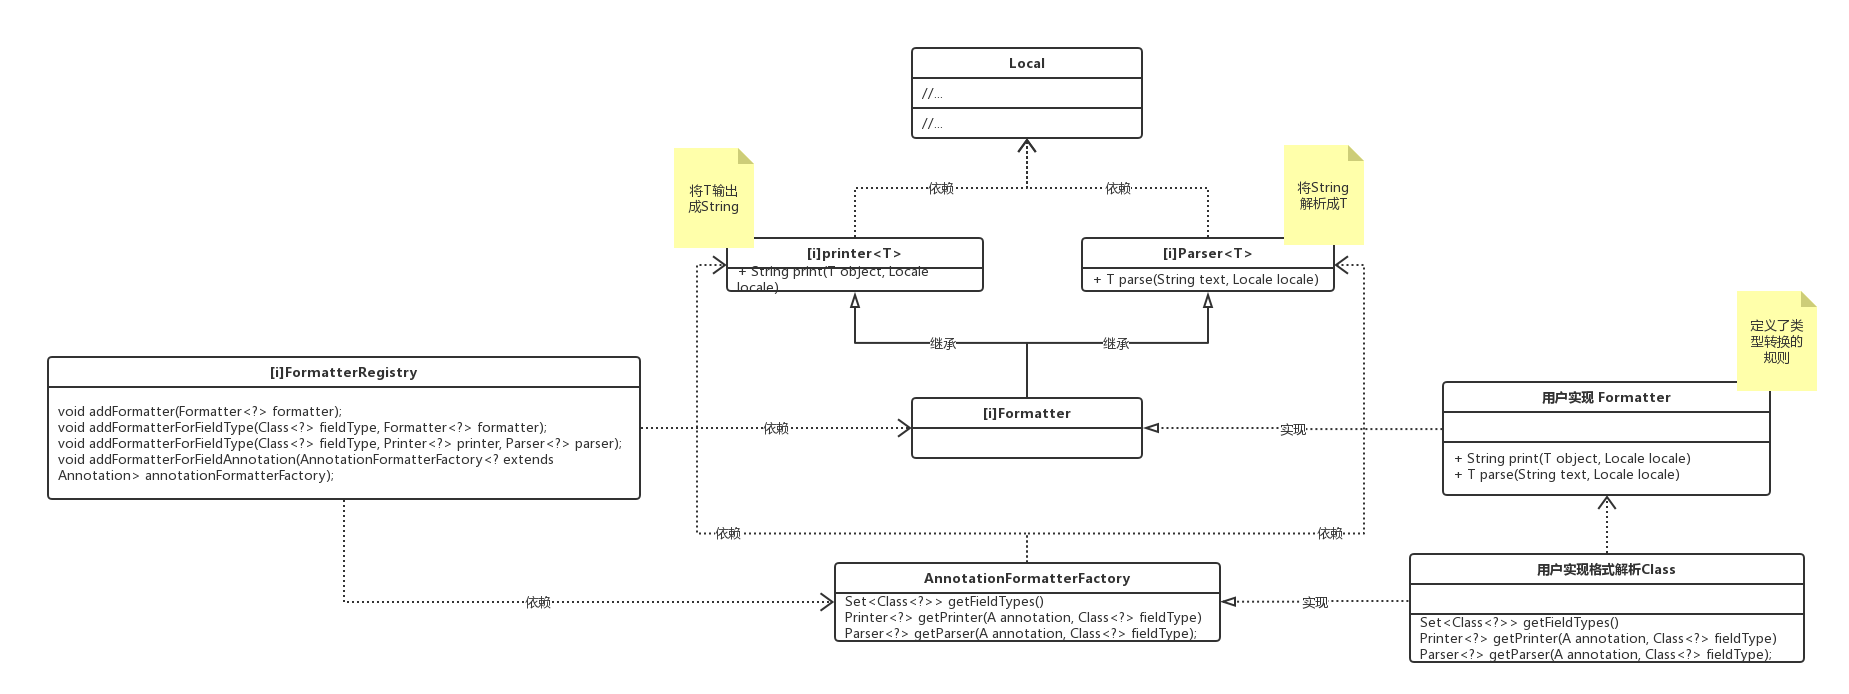 Local
//...
//...
将T输出
成String
依赖
依赖
将String
解析成T
[i]printer<T>
+ String print(T object, Locale
locale)
[i]Parser<T>
+ T parse(String text, Locale locale)
继承
继承
定义了类
型转换的
规则
[i]FormatterRegistry
void addFormatter(Formatter<?> formatter);
void addFormatterForFieldType(Class<?> fieldType, Formatter<?> formatter);
void addFormatterForFieldType(Class<?> fieldType, Printer<?> printer, Parser<?> parser);
void addFormatterForFieldAnnotation(AnnotationFormatterFactory<? extends
Annotation> annotationFormatterFactory);
依赖
[i]Formatter
实现
用户实现 Formatter
+ String print(T object, Locale locale)
+ T parse(String text, Locale locale)
依赖
依赖
依赖
AnnotationFormatterFactory
Set<Class<?>> getFieldTypes()
Printer<?> getPrinter(A annotation, Class<?> fieldType)
Parser<?> getParser(A annotation, Class<?> fieldType);
实现
用户实现格式解析Class
Set<Class<?>> getFieldTypes()
Printer<?> getPrinter(A annotation, Class<?> fieldType)
Parser<?> getParser(A annotation, Class<?> fieldType);